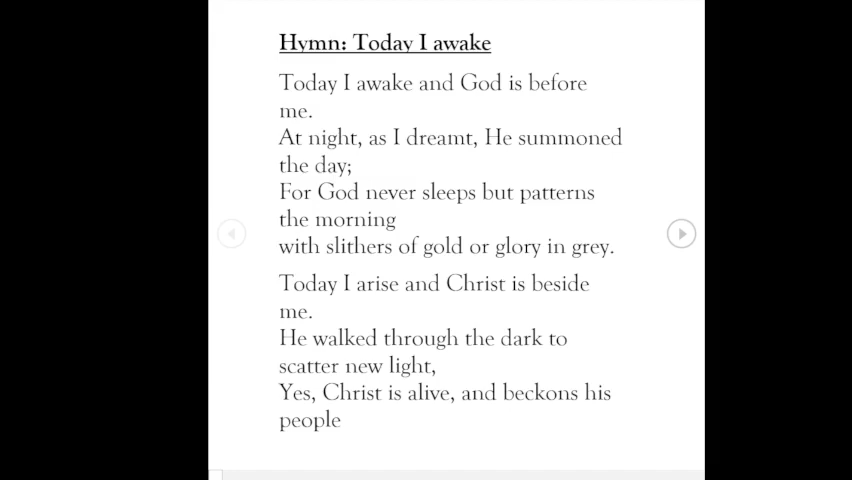 Hymn: Today I awake
Today I awake and God is before
me.
At night, as I dreamt, He summoned
the day;
For God never sleeps but patterns
the morning
with slithers of gold or glory in grey.
Today I arise and Christ is beside
me.
He walked through the dark to
scatter new light,
Yes, Christ is alive, and beckons his
people